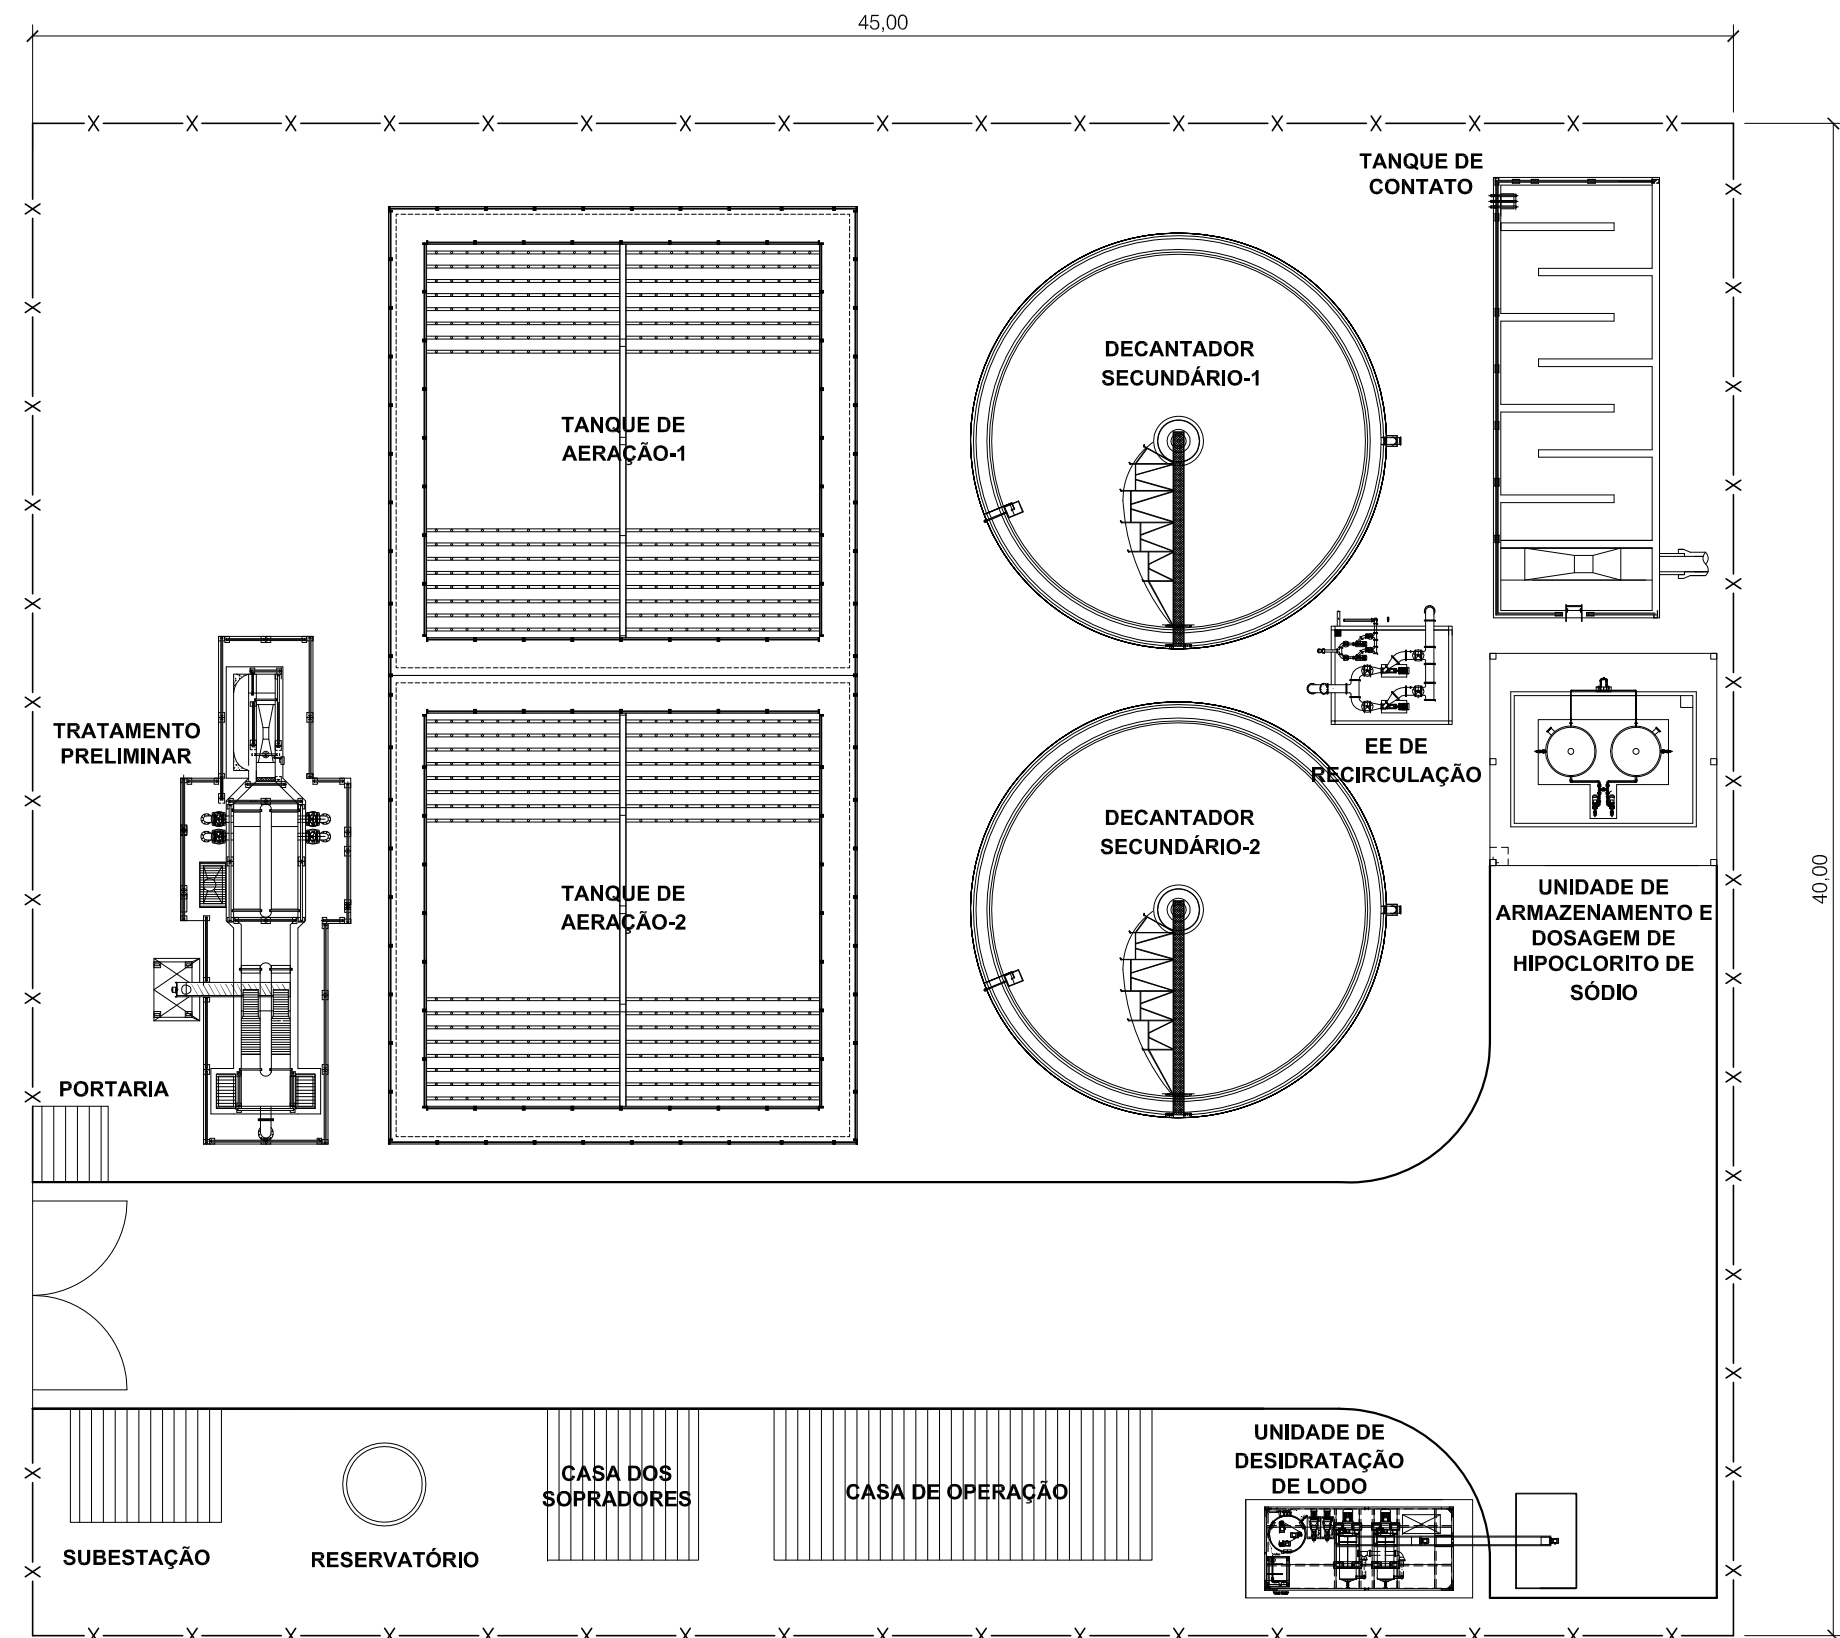 45,00
TANQUE DE
CONTATO
DECANTADOR
SECUNDÁRIO-1
TANQUE DE
AERAÇÃO-1
TRATAMENTO
PRELIMINAR
EE DE
RECIRCULAÇÃO
DECANTADOR
SECUNDÁRIO-2
40,00
TANQUE DE
AERAÇÃO-2
UNIDADE DE
ARMAZENAMENTO E
DOSAGEM DE
HIPOCLORITO DE
SÓDIO
PORTARIA
UNIDADE DE
DESIDRATAÇÃO
DE LODO
CASA DOS
SOPRADORES
CASA DE OPERAÇÃO
SUBESTAÇÃO
RESERVATÓRIO